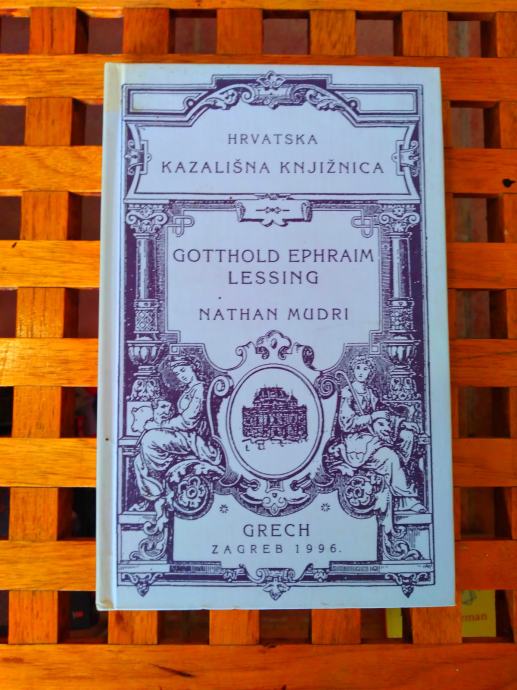 HRVATSKA
KAZALIŠNA KNJIŽNICA
GOTTHOLD EPHRAIM
LESSING
NATHAN MUDRI
GRECH
ZAGREB 1996.